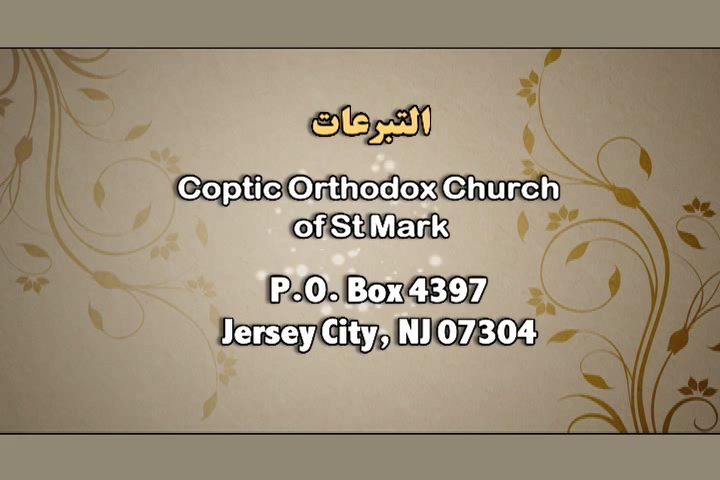 التبرعات
Coptic Orthodox Church
of St Mark
P.O. Box 4397
Jersey City, NJ 07304